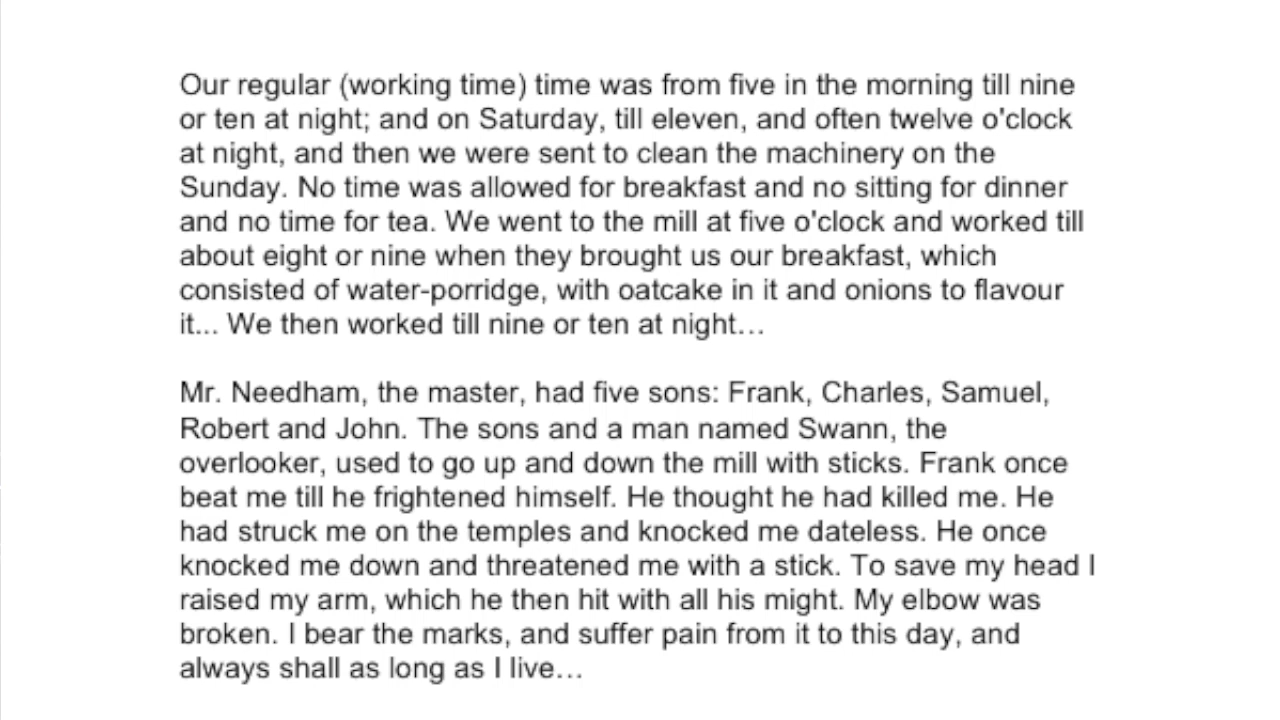 Our regular (working time) time was from five in the morning till nine
or ten at night; and on Saturday, till eleven, and often twelve o'clock
at night, and then we were sent to clean the machinery on the
Sunday. No time was allowed for breakfast and no sitting for dinner
and no time for tea. We went to the mill at five o'clock and worked till
about eight or nine when they brought us our breakfast, which
consisted of water-porridge, with oatcake in it and onions to flavour
it... We then worked till nine or ten at night…
Mr. Needham, the master, had five sons: Frank, Charles, Samuel,
Robert and John. The sons and a man named Swann, the
overlooker, used to go up and down the mill with sticks. Frank once
beat me till he frightened himself. He thought he had killed me. He
had struck me on the temples and knocked me dateless. He once
knocked me down and threatened me with a stick. To save my head I
raised my arm, which he then hit with all his might. My elbow was
broken. I bear the marks, and suffer pain from it to this day, and
always shall as long as I live…